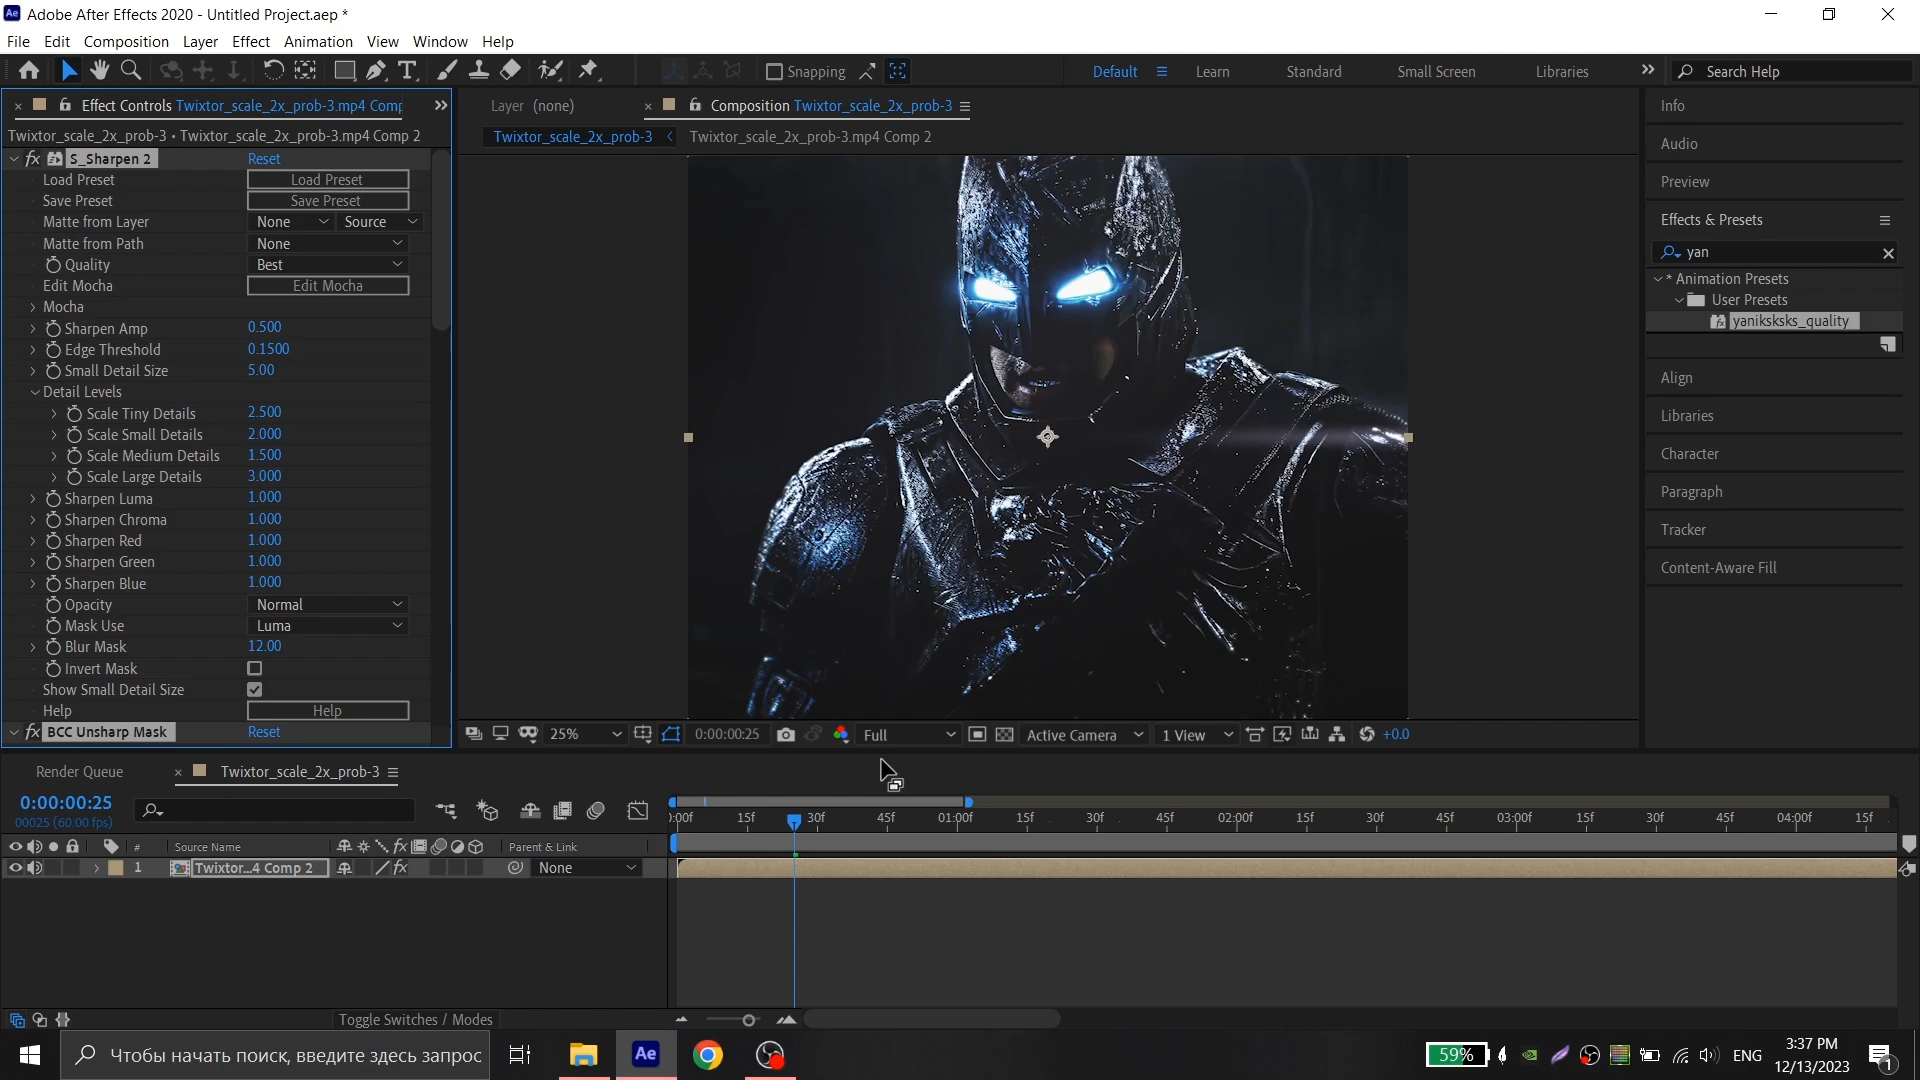 Adobe After Effects 2020 - Untitled Project.aep *
File Edit Composition Layer Effect Animation View Window Help
Snapping
Default Learn Standard Small Screen Libraries
Search Help
Effect Controls Twixtor_scale_2x_prob-3.mp4 Comp
Twixtor_scale_2x_prob-3 • Twixtor_scale_2x_prob-3.mp4 Comp 2
fx S_Sharpen 2 Reset
Load Preset Load Preset
Save Preset Save Preset
Matte from Layer None Source
Matte from Path None
Quality Best
Edit Mocha Edit Mocha
Mocha
Sharpen Amp 0.500
Edge Threshold 0.1500
Small Detail Size 5.00
Detail Levels
Scale Tiny Details 2.500
Scale Small Details 2.000
Scale Medium Details 1.500
Scale Large Details 3.000
Sharpen Luma 1.000
Sharpen Chroma 1.000
Sharpen Red 1.000
Sharpen Green 1.000
Sharpen Blue 1.000
Opacity Normal
Mask Use Luma
Blur Mask 12.00
Invert Mask
Show Small Detail Size
Help Help
fx BCC Unsharp Mask Reset
Layer (none)
Composition Twixtor_scale_2x_prob-3
Twixtor_scale_2x_prob-3 Twixtor_scale_2x_prob-3.mp4 Comp 2
25% 0:00:00:25 Full Active Camera 1 View +0.0
Info
Audio
Preview
Effects & Presets
yan
* Animation Presets
User Presets
yaniksksks_quality
Align
Libraries
Character
Paragraph
Tracker
Content-Aware Fill
Render Queue Twixtor_scale_2x_prob-3
0:00:00:25
00025 (60.00 fps)
:00f 15f 30f 45f 01:00f 15f 30f 45f 02:00f 15f 30f 45f 03:00f 15f 30f 45f 04:00f 15f
# Source Name fx Parent & Link
1 Twixtor...4 Comp 2 fx None
Toggle Switches / Modes
Чтобы начать поиск, введите здесь запрос
Ae
59%
ENG
3:37 PM
12/13/2023
1